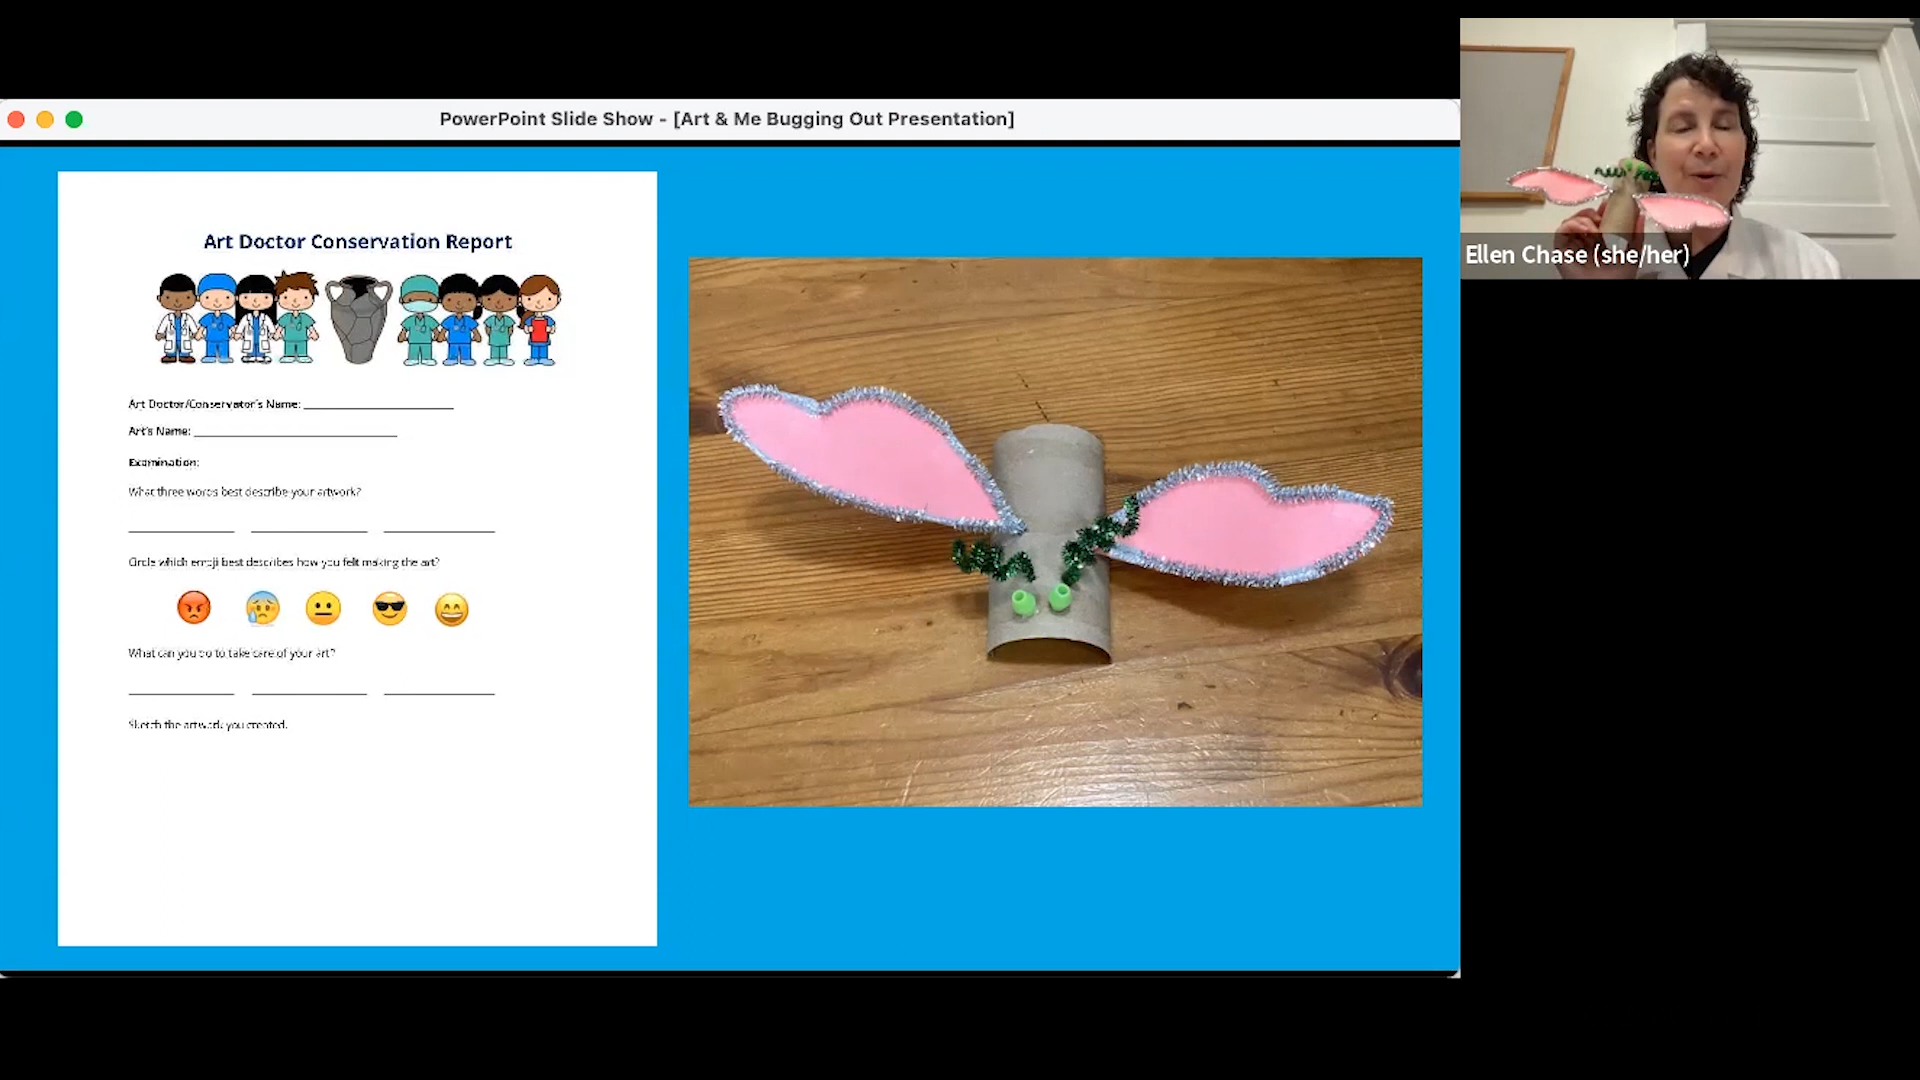 PowerPoint Slide Show - [Art & Me Bugging Out Presentation]
Art Doctor Conservation Report
Art Doctor/Conservator's Name:
Art's Name:
Examination:
What three words best describe your artwork?
Circle which emoji best describes how you felt making the art?
What can you do to take care of your art?
Sketch the artwork you created.
Ellen Chase (she/her)